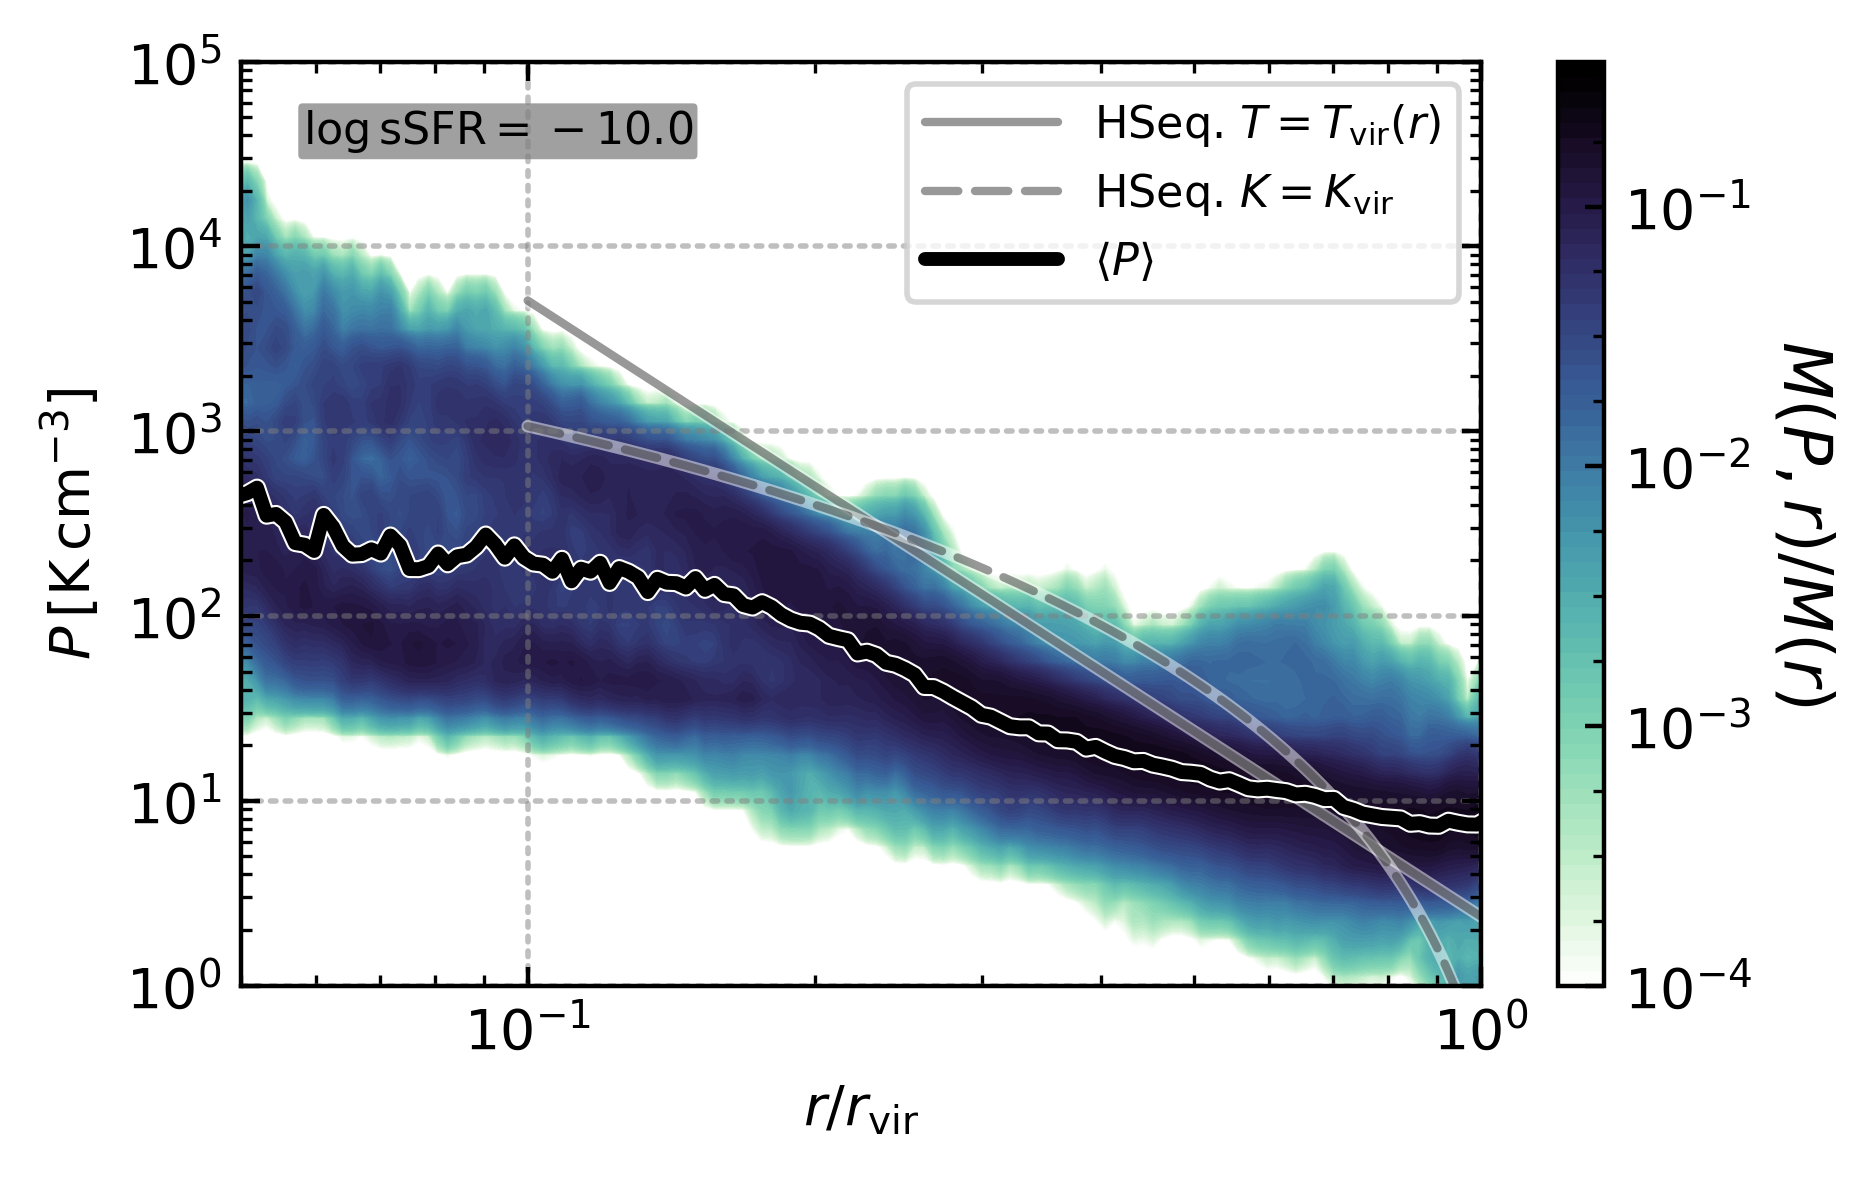 log sSFR = − 10.0
HSeq. T = T_vir(r)
HSeq. K = K_vir
⟨P⟩
10^5
10^4
10^3
10^2
10^1
10^0
P [K cm^−3]
10^−1
10^0
r/r_vir
10^−1
10^−2
10^−3
10^−4
M(P, r)/M(r)